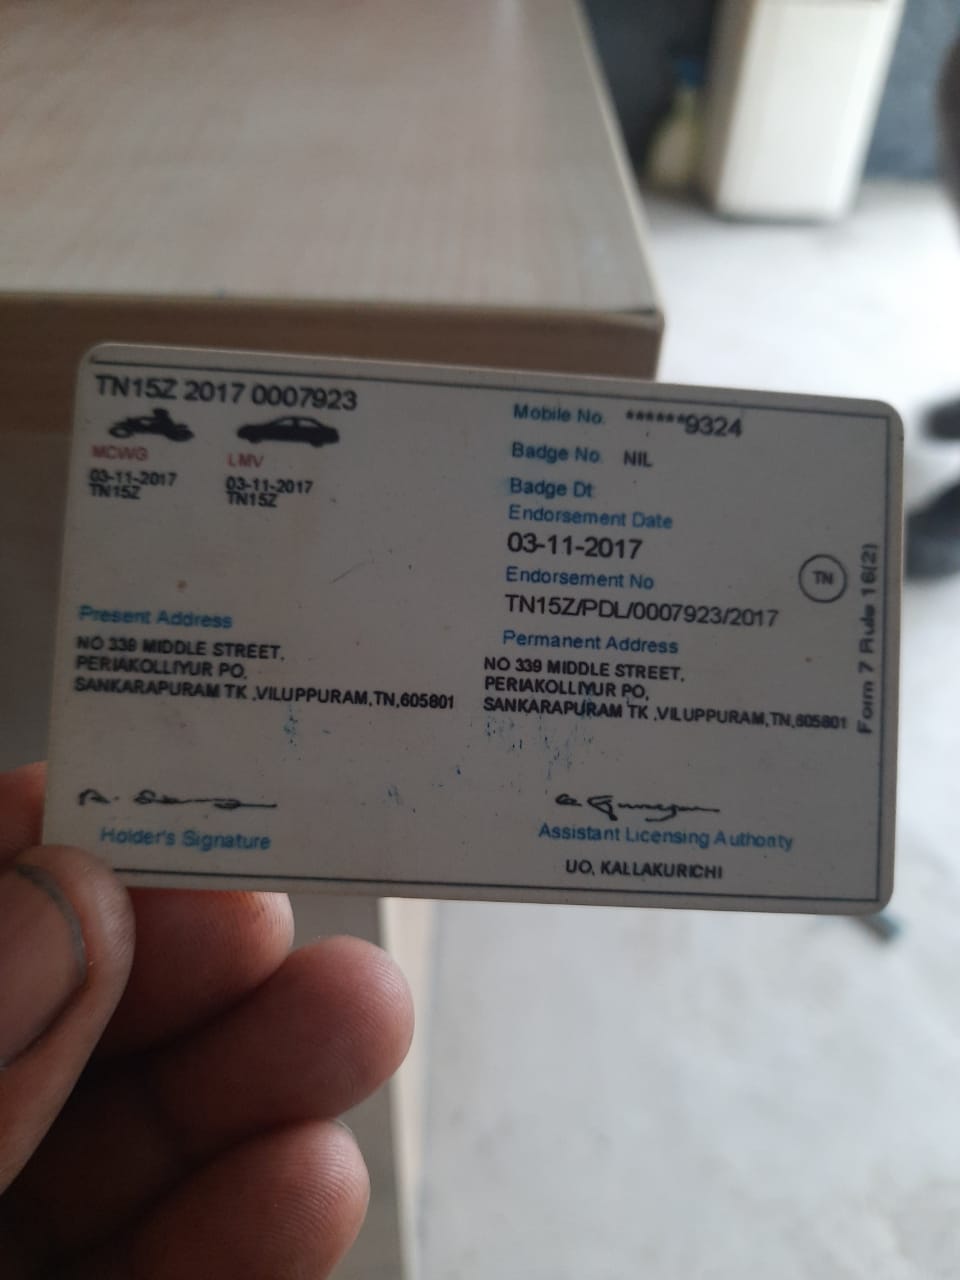 TN15Z 2017 0007923
MCWG
03-11-2017
TN15Z
LMV
03-11-2017
TN15Z
Mobile No. ******9324
Badge No. NIL
Badge Dt
Endorsement Date
03-11-2017
Endorsement No
TN15Z/PDL/0007923/2017
TN
Form 7 Rule 16(2)
Present Address
NO 339 MIDDLE STREET,
PERIAKOLLIYUR PO,
SANKARAPURAM TK ,VILUPPURAM,TN,605801
Permanent Address
NO 339 MIDDLE STREET,
PERIAKOLLIYUR PO,
SANKARAPURAM TK ,VILUPPURAM,TN,605801
Holder's Signature
Assistant Licensing Authority
UO, KALLAKURICHI